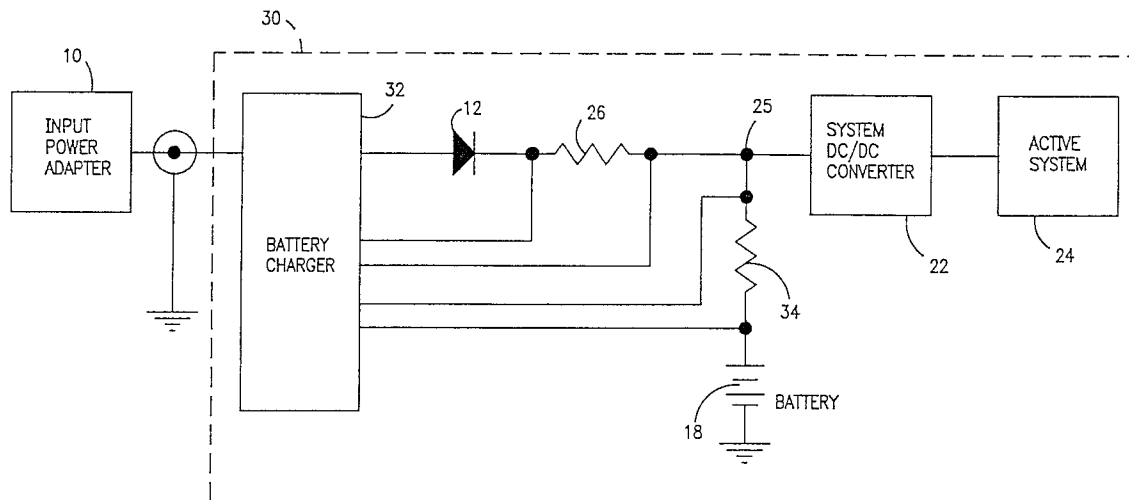 30
10
INPUT
POWER
ADAPTER
32
BATTERY
CHARGER
12
26
25
SYSTEM
DC/DC
CONVERTER
22
ACTIVE
SYSTEM
24
34
18
BATTERY